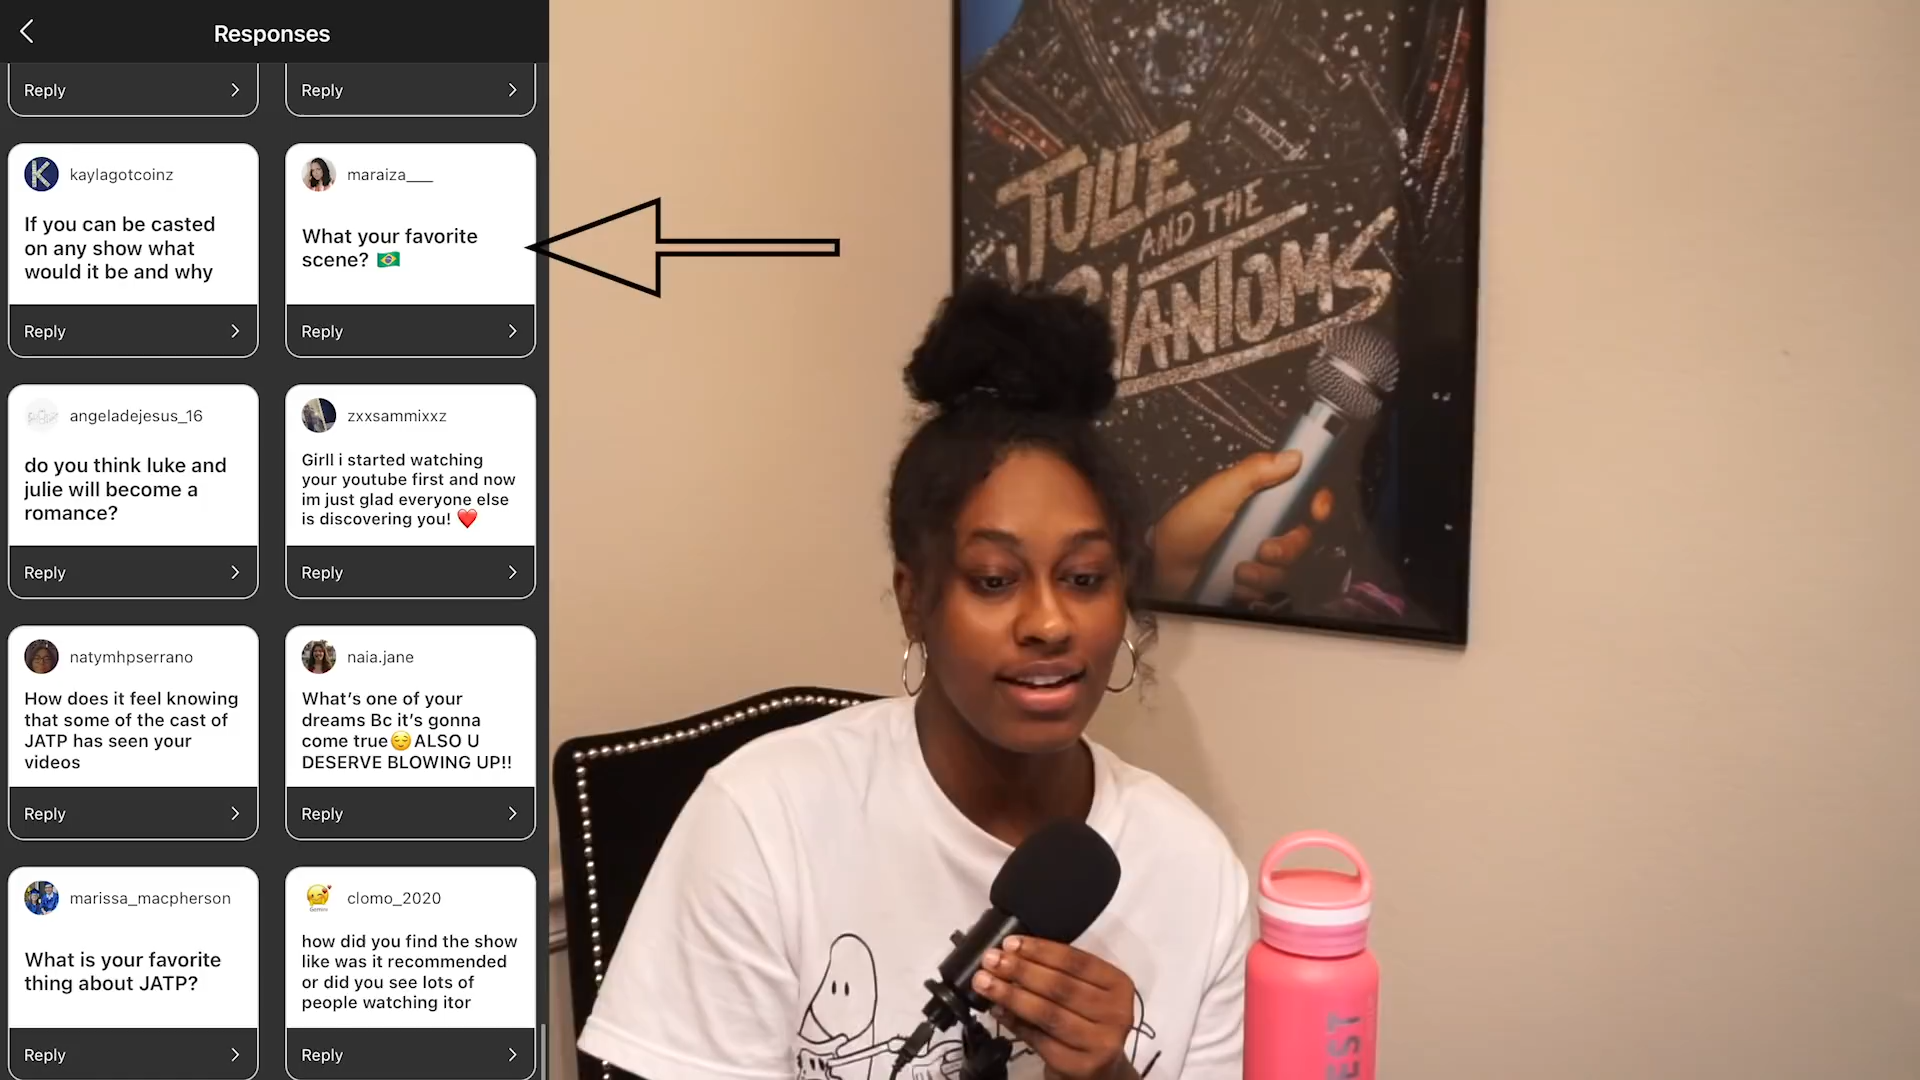 Responses
Reply
Reply
kaylagotcoinz
If you can be casted
on any show what
would it be and why
Reply
maraiza___
What your favorite
scene? 🇧🇷
Reply
angeladejesus_16
do you think luke and
julie will become a
romance?
Reply
zxxsammixxz
Girll i started watching
your youtube first and now
im just glad everyone else
is discovering you! ❤️
Reply
natymhpserrano
How does it feel knowing
that some of the cast of
JATP has seen your
videos
Reply
naia.jane
What's one of your
dreams Bc it's gonna
come true😌ALSO U
DESERVE BLOWING UP!!
Reply
marissa_macpherson
What is your favorite
thing about JATP?
Reply
clomo_2020
how did you find the show
like was it recommended
or did you see lots of
people watching itor
Reply
JULIE
AND THE
PHANTOMS
EST